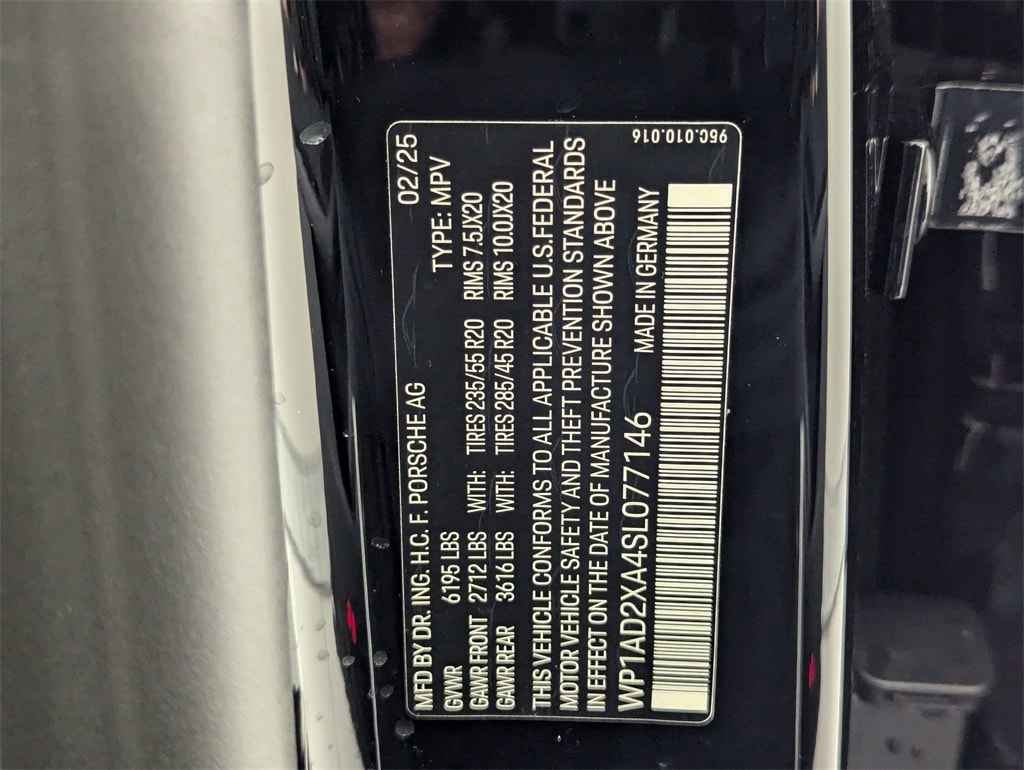 02/25
MFD BY DR. ING. H.C. F. PORSCHE AG
TYPE: MPV
GVWR 6195 LBS
GAWR FRONT 2712 LBS WITH: TIRES 235/55 R20 RIMS 7.5JX20
GAWR REAR 3616 LBS WITH: TIRES 285/45 R20 RIMS 10.0JX20
THIS VEHICLE CONFORMS TO ALL APPLICABLE U.S.FEDERAL
MOTOR VEHICLE SAFETY AND THEFT PREVENTION STANDARDS
IN EFFECT ON THE DATE OF MANUFACTURE SHOWN ABOVE
WP1AD2XA4SL077146 MADE IN GERMANY
95C.010.016